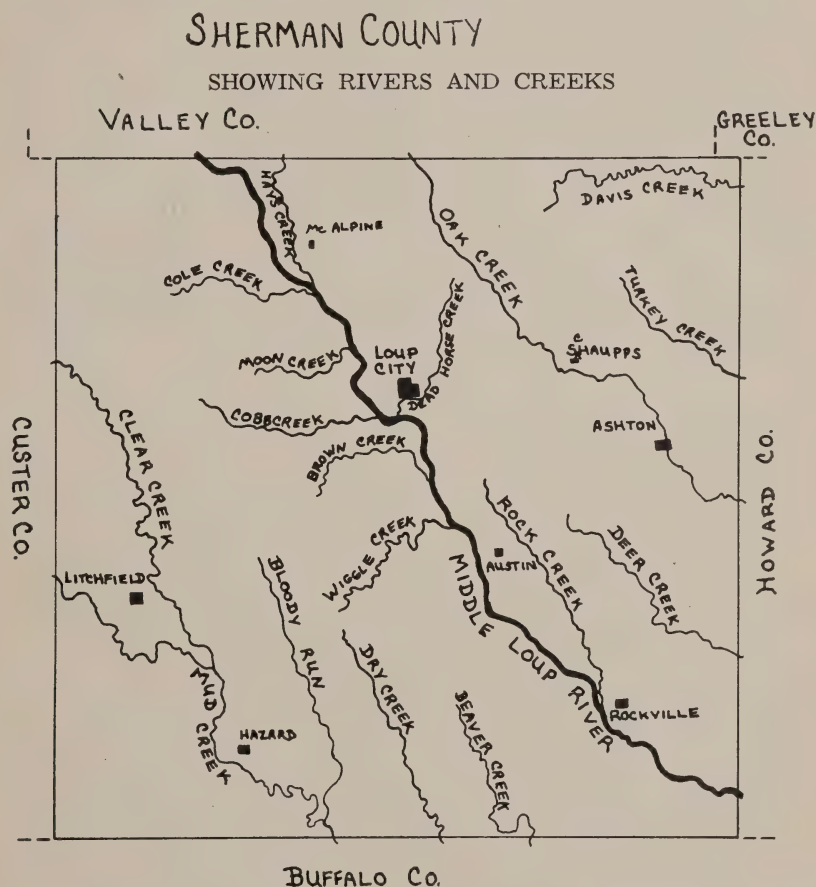 SHERMAN COUNTY
SHOWING RIVERS AND CREEKS
VALLEY CO.
GREELEY
CO.
HAYS CREEK
MC ALPINE
DAVIS CREEK
OAK CREEK
COLE CREEK
TURKEY CREEK
DEAD HORSE CREEK
MOON CREEK
LOUP
CITY
SCHAUPPS
COBB CREEK
ASHTON
BROWN CREEK
CLEAR CREEK
CUSTER CO.
HOWARD CO.
ROCK CREEK
WIGGLE CREEK
AUSTIN
DEER CREEK
LITCHFIELD
BLOODY RUN
MIDDLE LOUP RIVER
DRY CREEK
MUD CREEK
BEAVER CREEK
ROCKVILLE
HAZARD
BUFFALO CO.